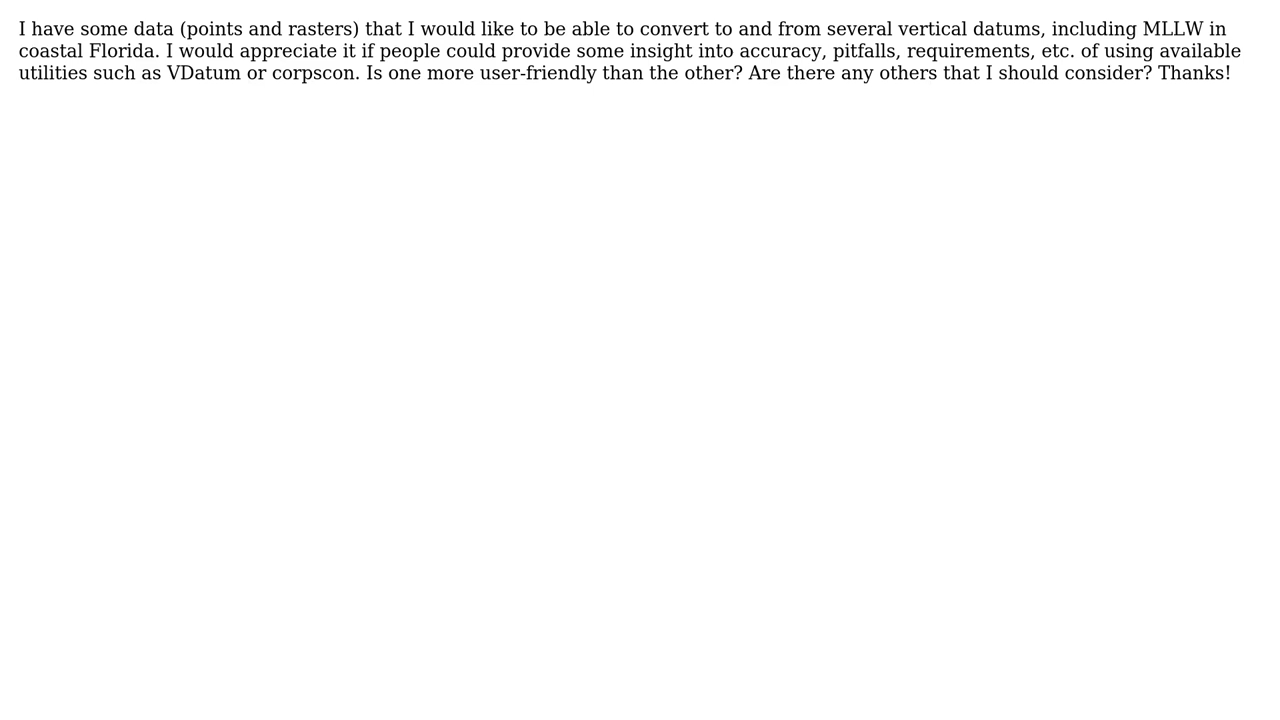 I have some data (points and rasters) that I would like to be able to convert to and from several vertical datums, including MLLW in
coastal Florida. I would appreciate it if people could provide some insight into accuracy, pitfalls, requirements, etc. of using available
utilities such as VDatum or corpscon. Is one more user-friendly than the other? Are there any others that I should consider? Thanks!